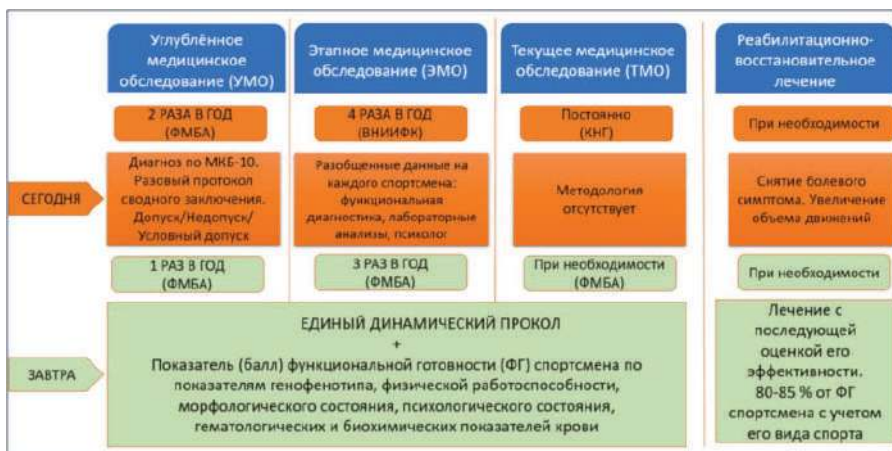 Углублённое
медицинское
обследование (УМО)
Этапное медицинское
обследование (ЭМО)
Текущее медицинское
обследование (ТМО)
Реабилитационно-
восстановительное
лечение
2 РАЗА В ГОД
(ФМБА)
4 РАЗА В ГОД
(ВНИИФК)
Постоянно
(КНГ)
При необходимости
СЕГОДНЯ
Диагноз по МКБ-10.
Разовый протокол
сводного заключения.
Допуск/Недопуск/
Условный допуск
Разобщенные данные на
каждого спортсмена:
функциональная
диагностика, лабораторные
анализы, психолог
Методология
отсутствует
Снятие болевого
симптома. Увеличение
объема движений
1 РАЗ В ГОД
(ФМБА)
3 РАЗ В ГОД
(ФМБА)
При необходимости
(ФМБА)
При необходимости
ЗАВТРА
ЕДИНЫЙ ДИНАМИЧЕСКИЙ ПРОКОЛ
+
Показатель (балл) функциональной готовности (ФГ) спортсмена по
показателям генофенотипа, физической работоспособности,
морфологического состояния, психологического состояния,
гематологических и биохимических показателей крови
Лечение с
последующей
оценкой его
эффективности.
80-85 % от ФГ
спортсмена с учетом
его вида спорта